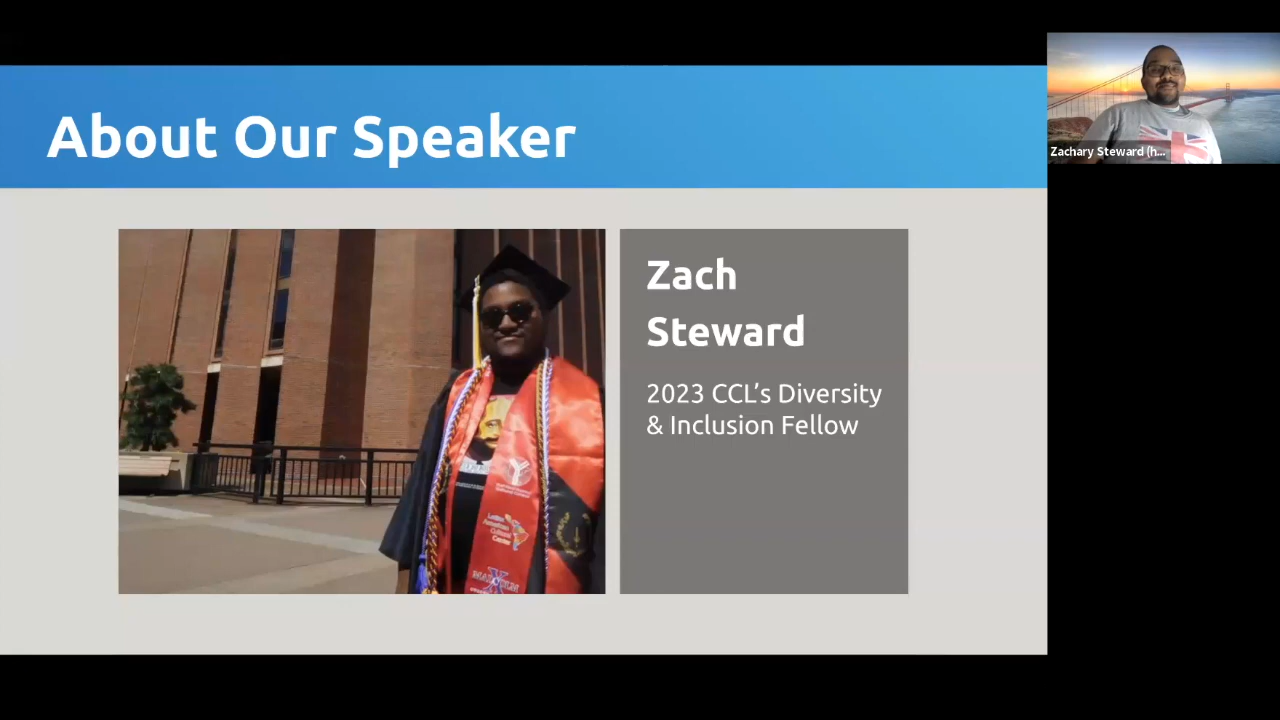 About Our Speaker
Zachary Steward (h...
Zach
Steward
2023 CCL's Diversity
& Inclusion Fellow
Latin
American
Cultural
Center